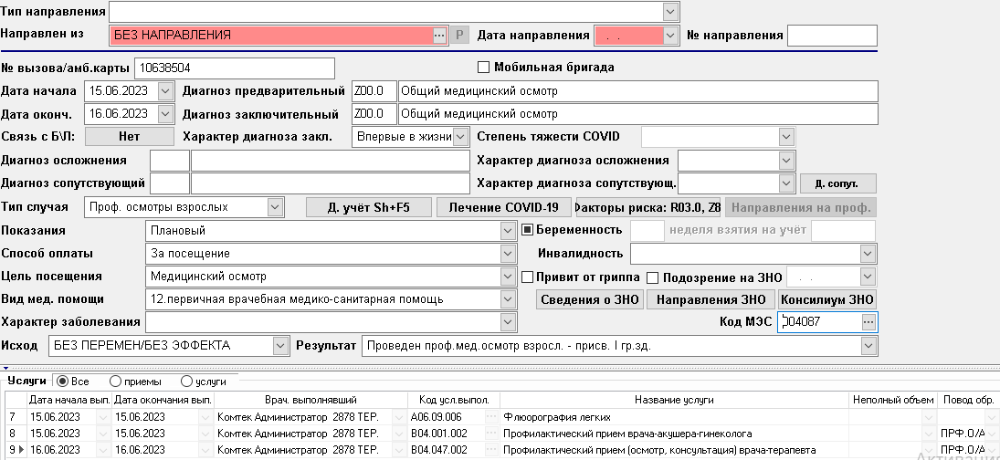 Тип направления
Направлен из БЕЗ НАПРАВЛЕНИЯ ... Р Дата направления . . № направления
№ вызова/амб.карты 10638504 Мобильная бригада
Дата начала 15.06.2023 Диагноз предварительный Z00.0 Общий медицинский осмотр
Дата оконч. 16.06.2023 Диагноз заключительный Z00.0 Общий медицинский осмотр
Связь с Б\Л: Нет Характер диагноза закл. Впервые в жизни Степень тяжести COVID
Диагноз осложнения Характер диагноза осложнения
Диагноз сопутствующий Характер диагноза сопутствующ. Д. сопут.
Тип случая Проф. осмотры взрослых Д. учёт Sh+F5 Лечение COVID-19 Факторы риска: R03.0, Z8 Направления на проф.
Показания Плановый Беременность неделя взятия на учёт
Способ оплаты За посещение Инвалидность
Цель посещения Медицинский осмотр Привит от гриппа Подозрение на ЗНО . .
Вид мед. помощи 12.первичная врачебная медико-санитарная помощь Сведения о ЗНО Направления ЗНО Консилиум ЗНО
Характер заболевания Код МЭС 004087 ...
Исход БЕЗ ПЕРЕМЕН/БЕЗ ЭФФЕКТА Результат Проведен проф.мед.осмотр взросл. - присв. I гр.зд.
Услуги Все приемы услуги
Дата начала вып. Дата окончания вып. Врач. выполнявший Код усл.выпол. Название услуги Неполный объем Повод обр.
7 15.06.2023 15.06.2023 Комтек Администратор 2878 ТЕР. A06.09.006 ... Флюорография легких
8 15.06.2023 15.06.2023 Комтек Администратор 2878 ТЕР. B04.001.002 ... Профилактический прием врача-акушера-гинеколога ПРФ.О/А
9 16.06.2023 16.06.2023 Комтек Администратор 2878 ТЕР. B04.047.002 ... Профилактический прием (осмотр, консультация) врача-терапевта ПРФ.О/А